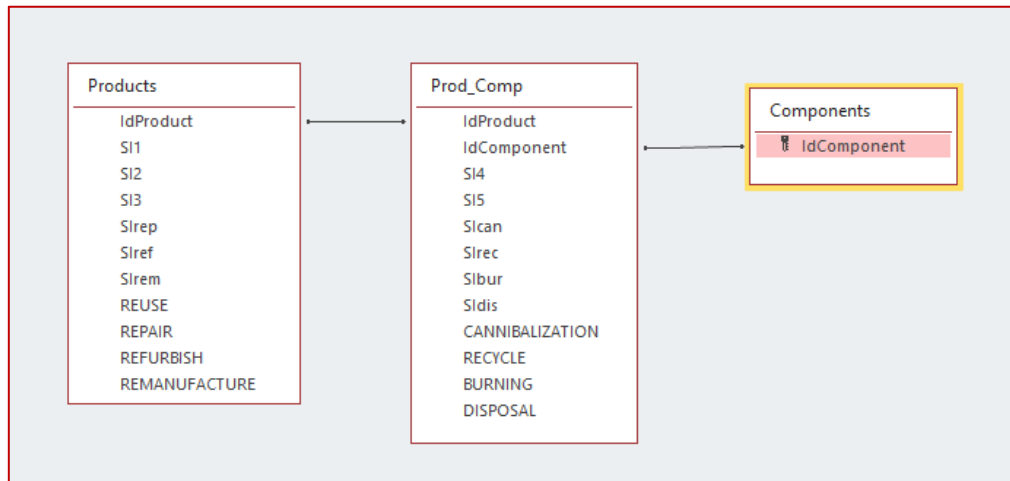 Products
IdProduct
SI1
SI2
SI3
SIrep
SIref
SIrem
REUSE
REPAIR
REFURBISH
REMANUFACTURE
Prod_Comp
IdProduct
IdComponent
SI4
SI5
SIcan
SIrec
SIbur
SIdis
CANNIBALIZATION
RECYCLE
BURNING
DISPOSAL
Components
IdComponent